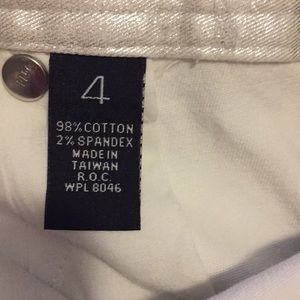 4
98% COTTON
2% SPANDEX
MADE IN
TAIWAN
R.O.C.
WPL 8046